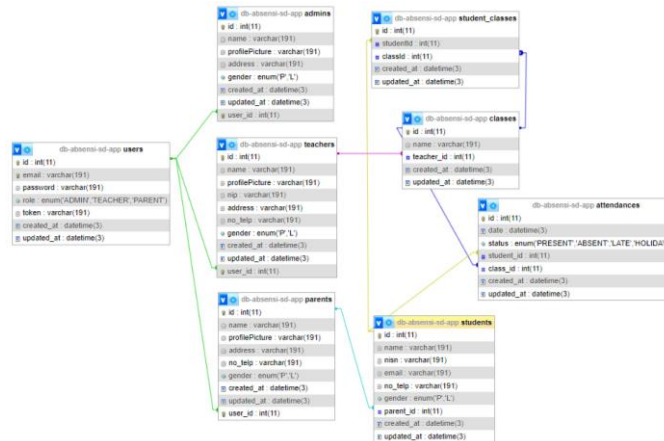 db-absensi-sd-app users
id : int(11)
email : varchar(191)
password : varchar(191)
role : enum('ADMIN','TEACHER','PARENT')
token : varchar(191)
created_at : datetime(3)
updated_at : datetime(3)
db-absensi-sd-app admins
id : int(11)
name : varchar(191)
profilePicture : varchar(191)
address : varchar(191)
gender : enum('P','L')
created_at : datetime(3)
updated_at : datetime(3)
user_id : int(11)
db-absensi-sd-app teachers
id : int(11)
name : varchar(191)
profilePicture : varchar(191)
nip : varchar(191)
address : varchar(191)
no_telp : varchar(191)
gender : enum('P','L')
created_at : datetime(3)
updated_at : datetime(3)
user_id : int(11)
db-absensi-sd-app parents
id : int(11)
name : varchar(191)
profilePicture : varchar(191)
address : varchar(191)
no_telp : varchar(191)
gender : enum('P','L')
created_at : datetime(3)
updated_at : datetime(3)
user_id : int(11)
db-absensi-sd-app student_classes
id : int(11)
studentId : int(11)
classId : int(11)
created_at : datetime(3)
updated_at : datetime(3)
db-absensi-sd-app classes
id : int(11)
name : varchar(191)
teacher_id : int(11)
created_at : datetime(3)
updated_at : datetime(3)
db-absensi-sd-app attendances
id : int(11)
date : datetime(3)
status : enum('PRESENT','ABSENT','LATE','HOLIDA
student_id : int(11)
class_id : int(11)
created_at : datetime(3)
updated_at : datetime(3)
db-absensi-sd-app students
id : int(11)
name : varchar(191)
nisn : varchar(191)
email : varchar(191)
no_telp : varchar(191)
gender : enum('P','L')
parent_id : int(11)
created_at : datetime(3)
updated_at : datetime(3)